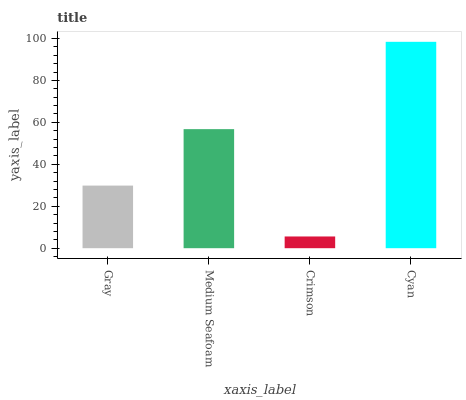 title
100
80
60
40
20
0
yaxis_label
Gray
Medium Seafoam
Crimson
Cyan
xaxis_label